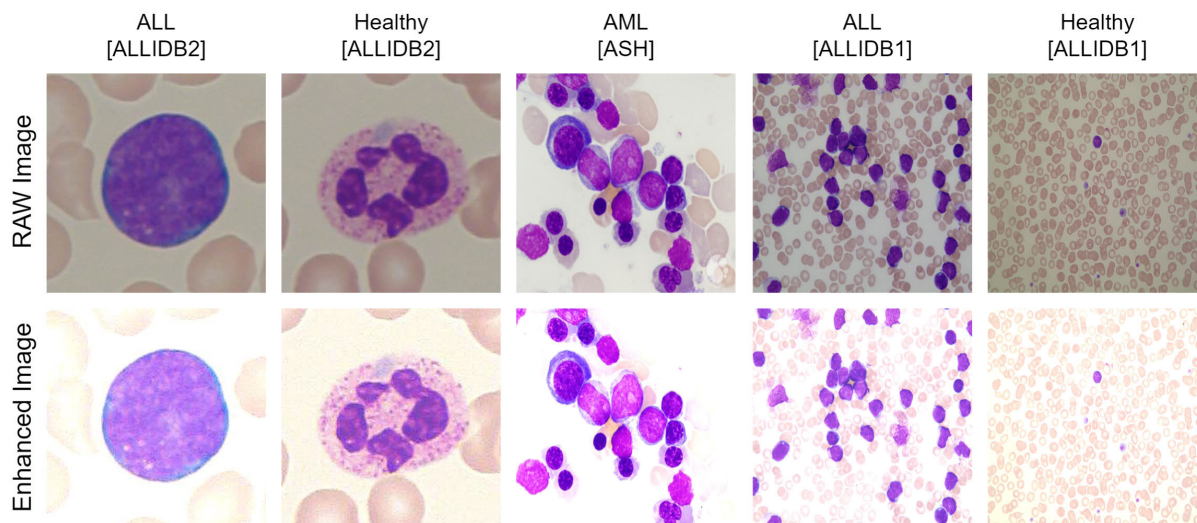 ALL
[ALLIDB2]
Healthy
[ALLIDB2]
AML
[ASH]
ALL
[ALLIDB1]
Healthy
[ALLIDB1]
RAW Image
Enhanced Image